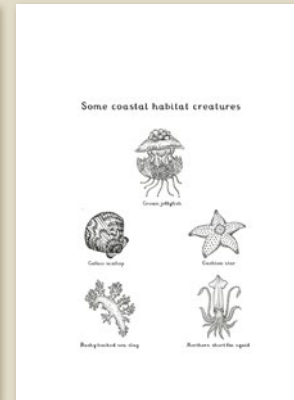 Some coastal habitat creatures
Crown jellyfish
Calico scallop
Cushion star
Bushy-backed sea slug
Northern shortfin squid